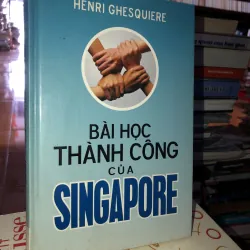 HENRI GHESQUIERE
BÀI HỌC
THÀNH CÔNG
CỦA
SINGAPORE